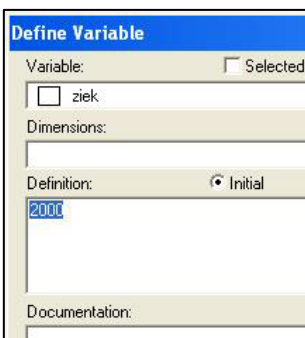 Define Variable
Variable: Selected
ziek
Dimensions:
Definition: Initial
2000
Documentation: